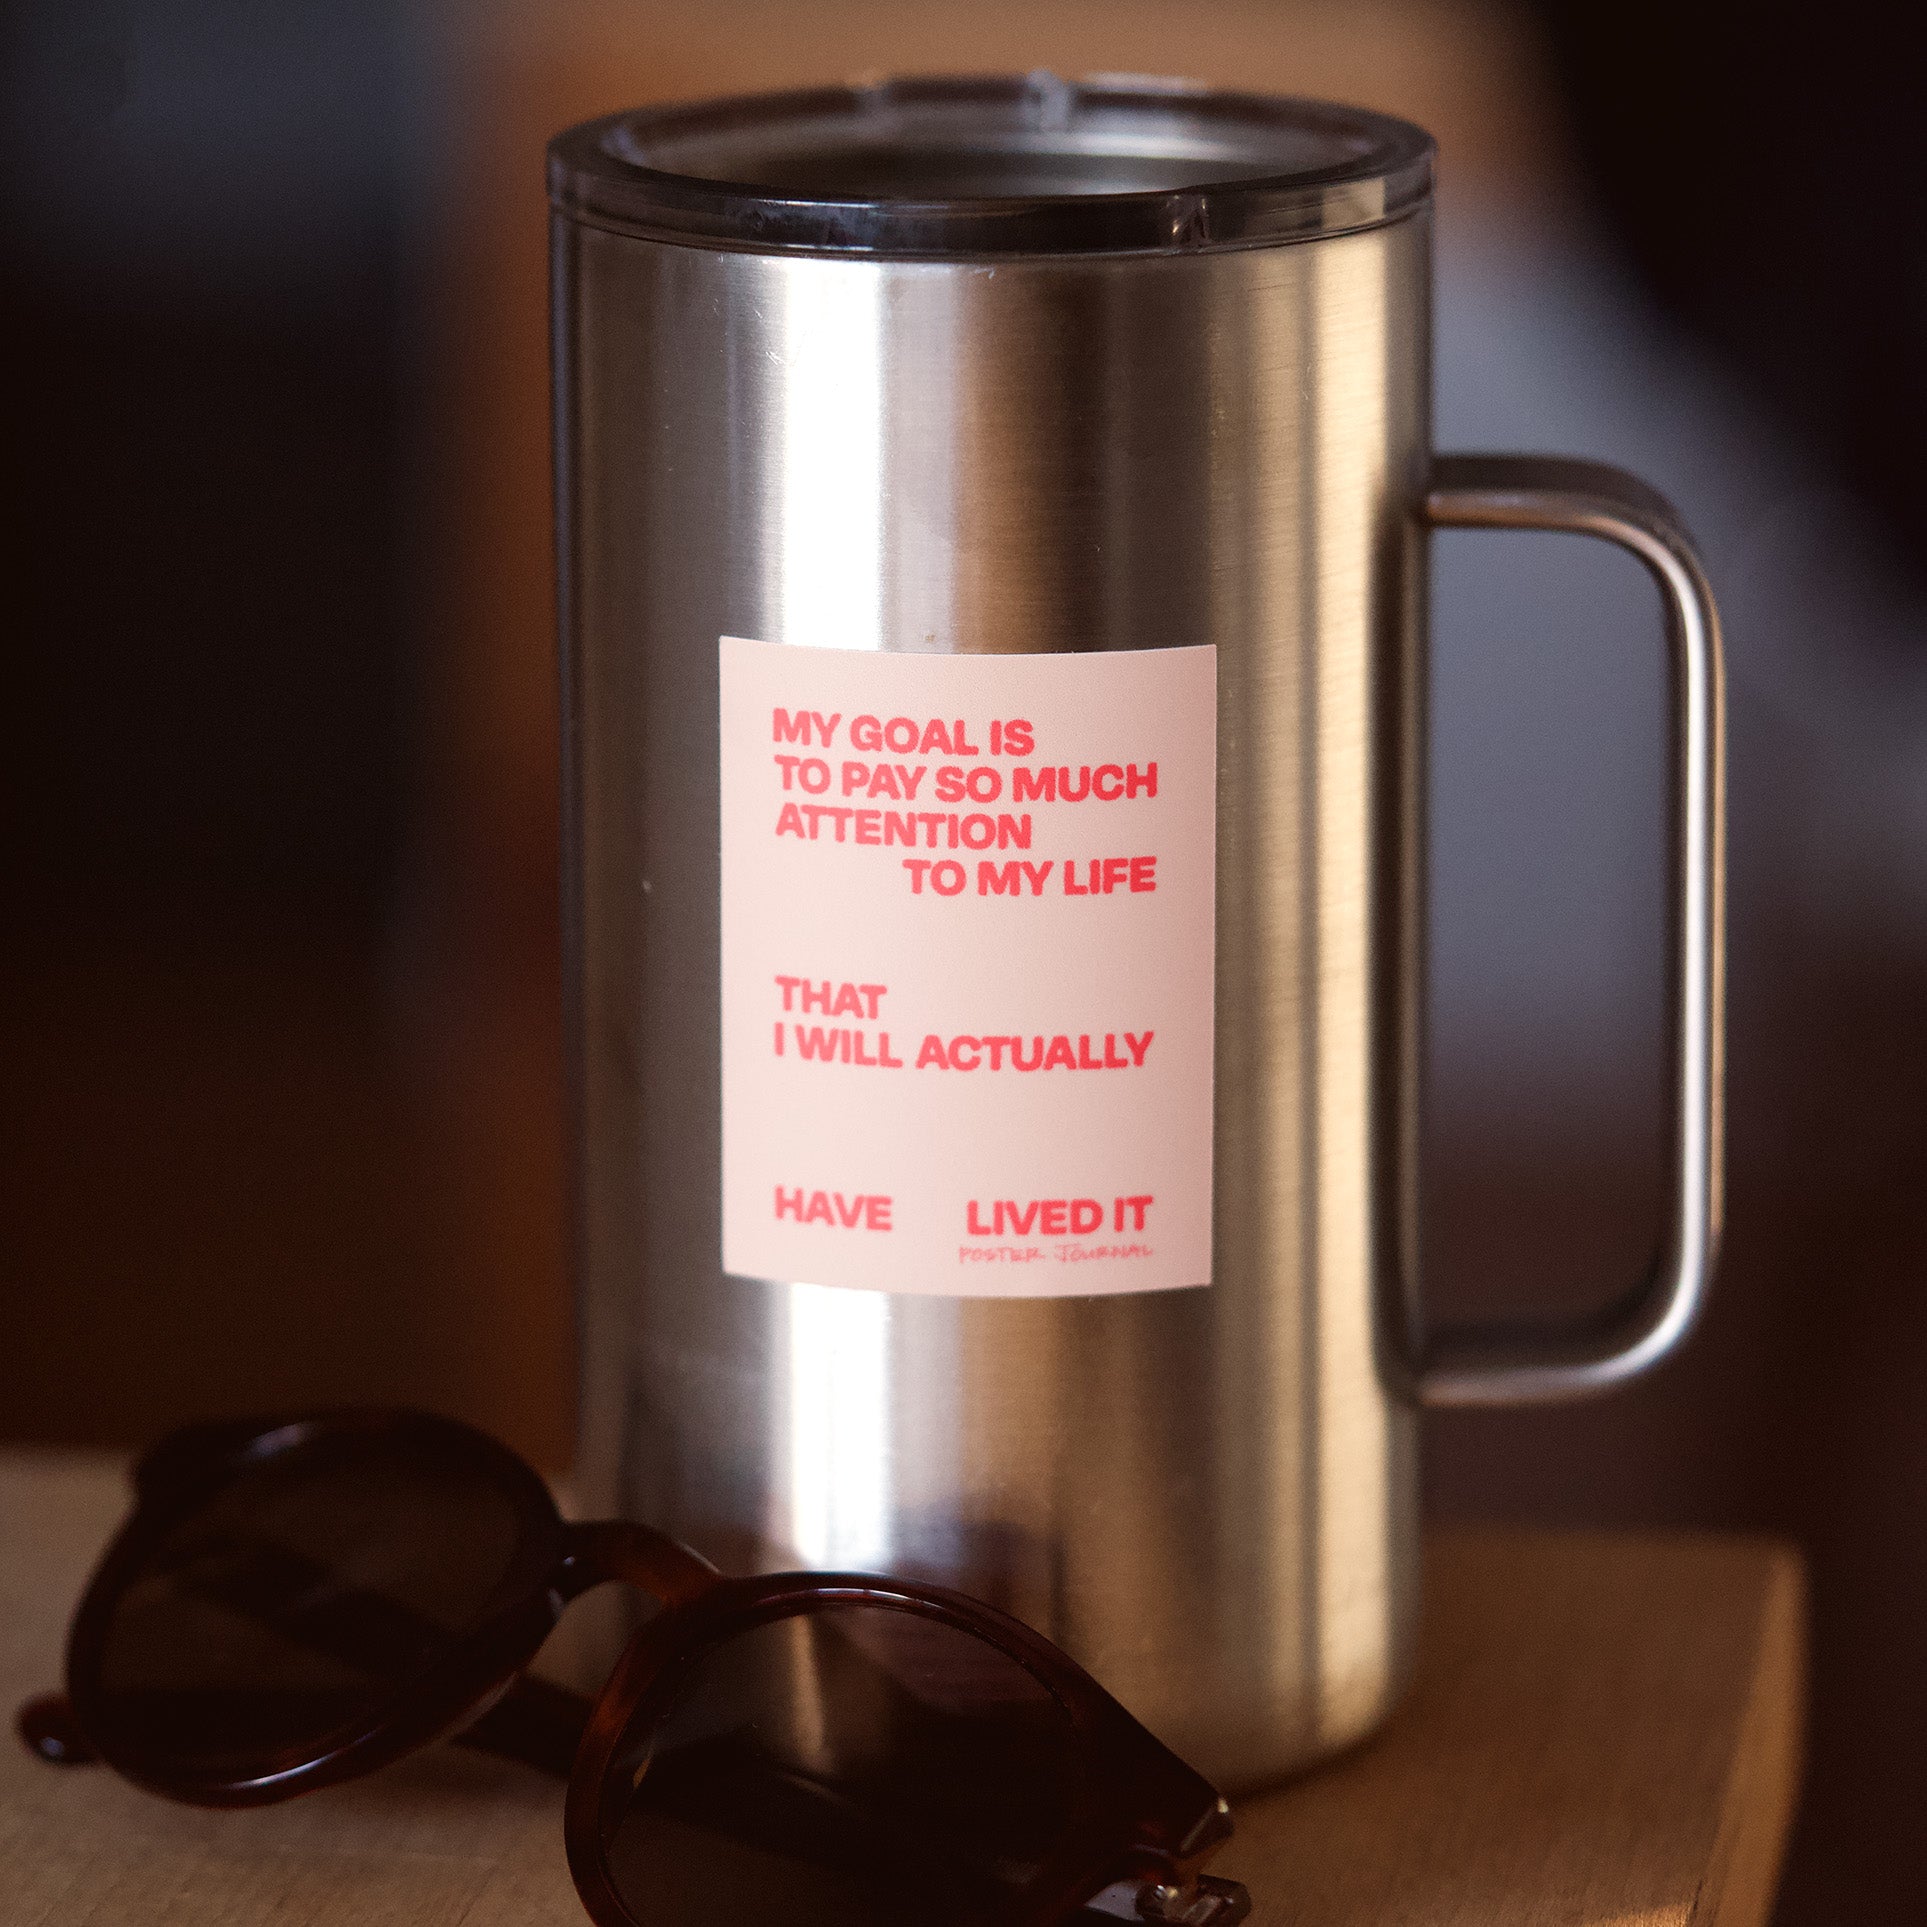 MY GOAL IS
TO PAY SO MUCH
ATTENTION
TO MY LIFE
THAT
I WILL ACTUALLY
HAVE LIVED IT
POSTER JOURNAL